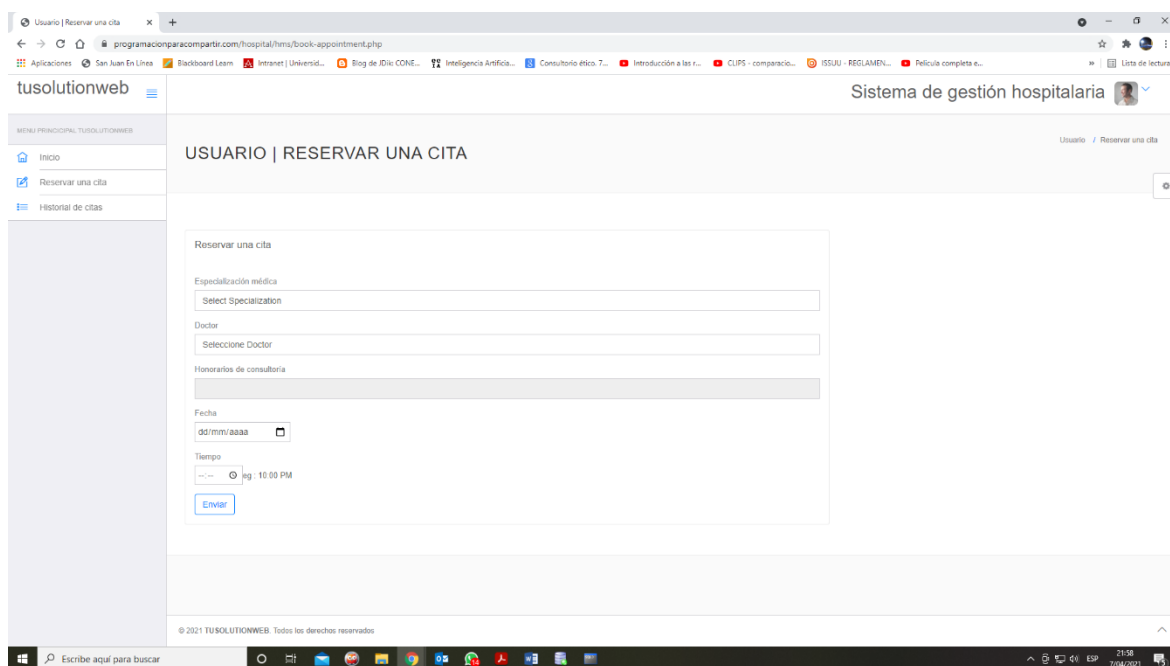 Usuario | Reservar una cita
programacionparacompartir.com/hospital/hms/book-appointment.php
Aplicaciones San Juan En Línea Blackboard Learn Intranet | Universid... Blog de JDik: CONE... Inteligencia Artificia... Consultorio ético. 7... Introducción a las r... CLIPS - comparacio... ISSUU - REGLAMEN... Película completa e... » Lista de lectura
tusolutionweb
Sistema de gestión hospitalaria
MENU PRINCICIPAL TUSOLUTIONWEB
Inicio
Reservar una cita
Historial de citas
USUARIO | RESERVAR UNA CITA
Usuario / Reservar una cita
Reservar una cita
Especialización médica
Select Specialization
Doctor
Seleccione Doctor
Honorarios de consultoría
Fecha
dd/mm/aaaa
Tiempo
--:-- eg : 10:00 PM
Enviar
© 2021 TUSOLUTIONWEB. Todos los derechos reservados
Escribe aquí para buscar
ESP
21:58
7/04/2021